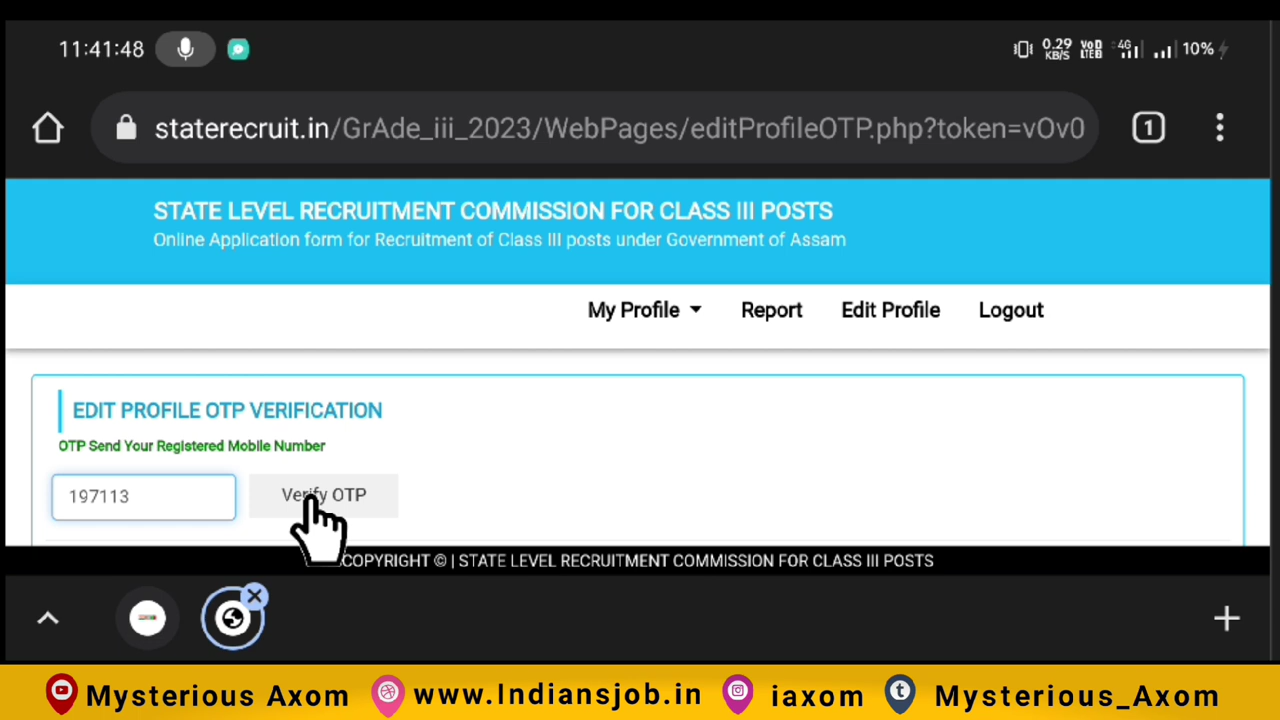 11:41:48
0.29 KB/S VoD LTE 4G 10%
staterecruit.in/GrAde_iii_2023/WebPages/editProfileOTP.php?token=vOv0
1
STATE LEVEL RECRUITMENT COMMISSION FOR CLASS III POSTS
Online Application form for Recruitment of Class III posts under Government of Assam
My Profile Report Edit Profile Logout
EDIT PROFILE OTP VERIFICATION
OTP Send Your Registered Mobile Number
197113 Verify OTP
COPYRIGHT © | STATE LEVEL RECRUITMENT COMMISSION FOR CLASS III POSTS
Mysterious Axom www.Indiansjob.in iaxom Mysterious_Axom